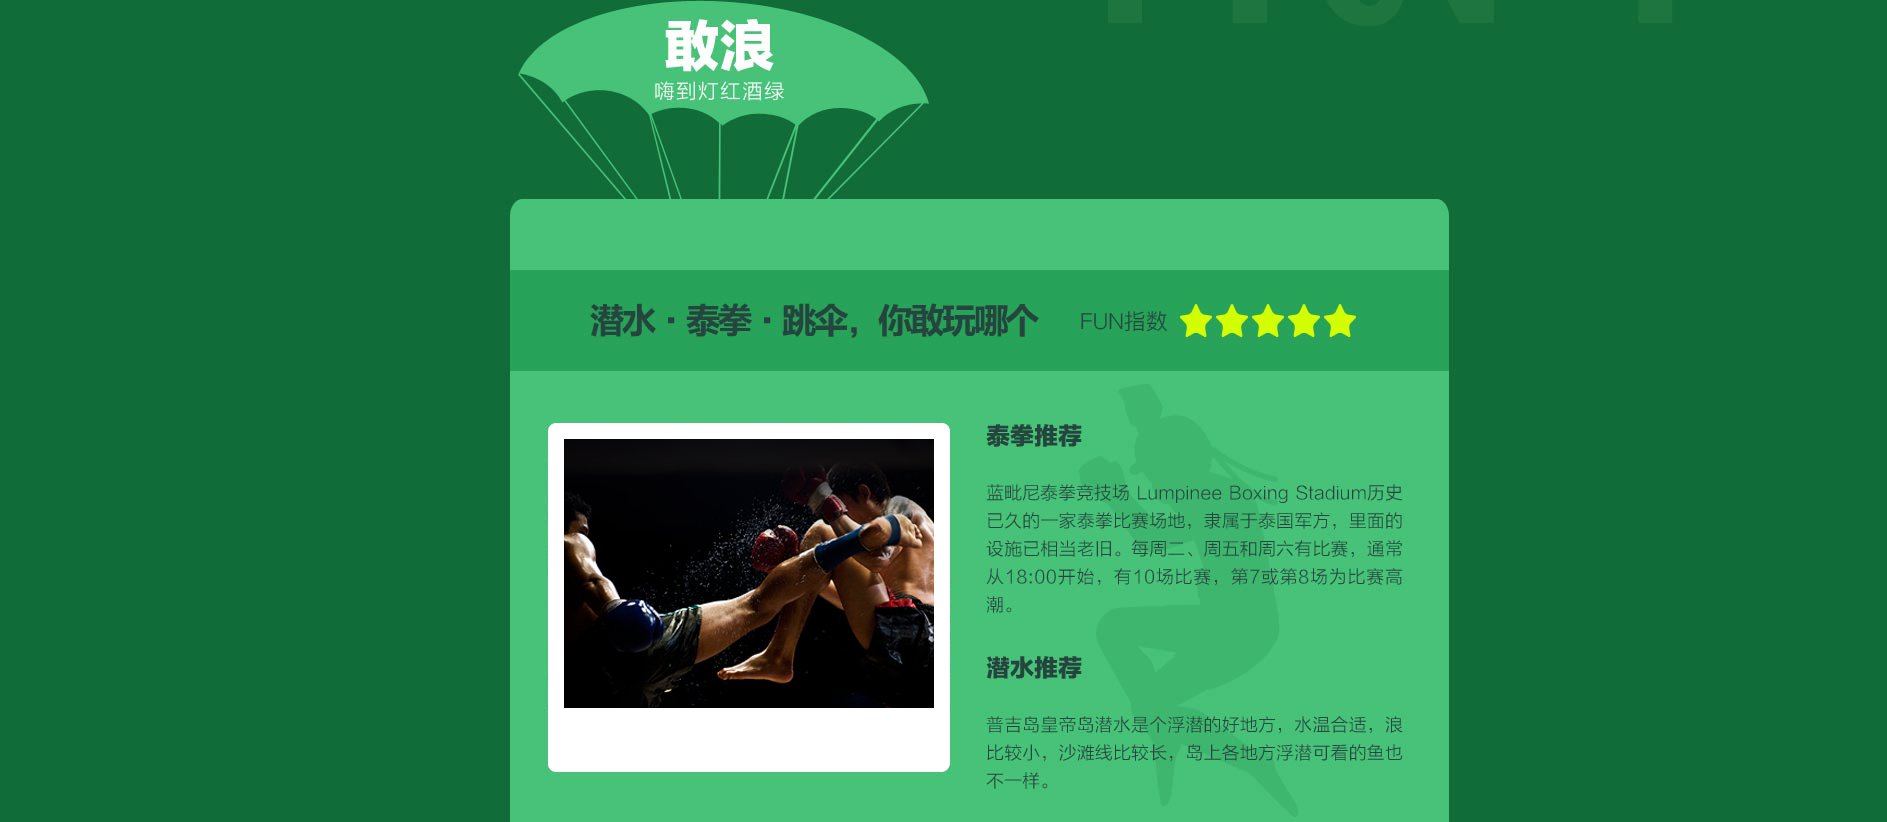 敢浪
嗨到灯红酒绿
潜水·泰拳·跳伞，你敢玩哪个
FUN指数
泰拳推荐
蓝毗尼泰拳竞技场 Lumpinee Boxing Stadium历史
已久的一家泰拳比赛场地，隶属于泰国军方，里面的
设施已相当老旧。每周二、周五和周六有比赛，通常
从18:00开始，有10场比赛，第7或第8场为比赛高
潮。
潜水推荐
普吉岛皇帝岛潜水是个浮潜的好地方，水温合适，浪
比较小，沙滩线比较长，岛上各地方浮潜可看的鱼也
不一样。